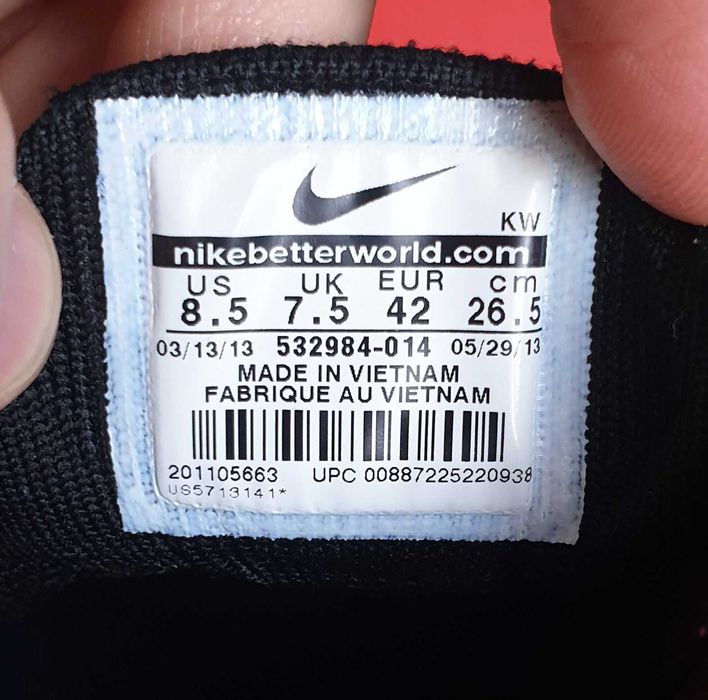 KW
nikebetterworld.com
US UK EUR cm
8.5 7.5 42 26.5
03/13/13 532984-014 05/29/13
MADE IN VIETNAM
FABRIQUE AU VIETNAM
201105663 UPC 00887225220938
US5713141*